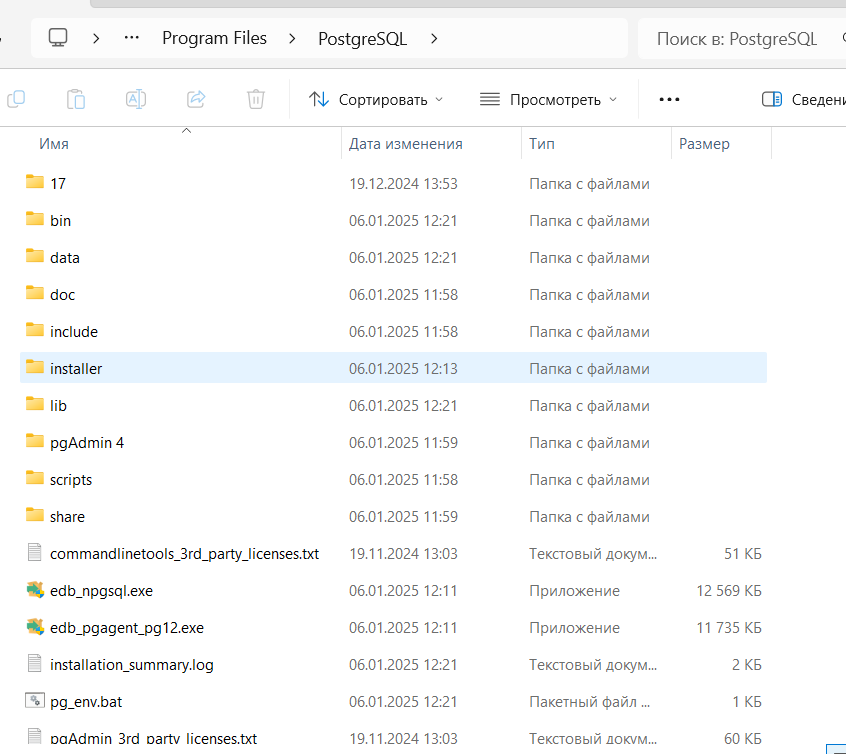 ··· Program Files PostgreSQL Поиск в: PostgreSQL
Сортировать Просмотреть ··· Сведени
Имя Дата изменения Тип Размер
17 19.12.2024 13:53 Папка с файлами
bin 06.01.2025 12:21 Папка с файлами
data 06.01.2025 12:21 Папка с файлами
doc 06.01.2025 11:58 Папка с файлами
include 06.01.2025 11:58 Папка с файлами
installer 06.01.2025 12:13 Папка с файлами
lib 06.01.2025 12:21 Папка с файлами
pgAdmin 4 06.01.2025 11:59 Папка с файлами
scripts 06.01.2025 11:58 Папка с файлами
share 06.01.2025 11:59 Папка с файлами
commandlinetools_3rd_party_licenses.txt 19.11.2024 13:03 Текстовый докум... 51 КБ
edb_npgsql.exe 06.01.2025 12:11 Приложение 12 569 КБ
edb_pgagent_pg12.exe 06.01.2025 12:11 Приложение 11 735 КБ
installation_summary.log 06.01.2025 12:21 Текстовый докум... 2 КБ
pg_env.bat 06.01.2025 12:21 Пакетный файл ... 1 КБ
pgAdmin_3rd_party_licenses.txt 19.11.2024 13:03 Текстовый докум... 60 КБ